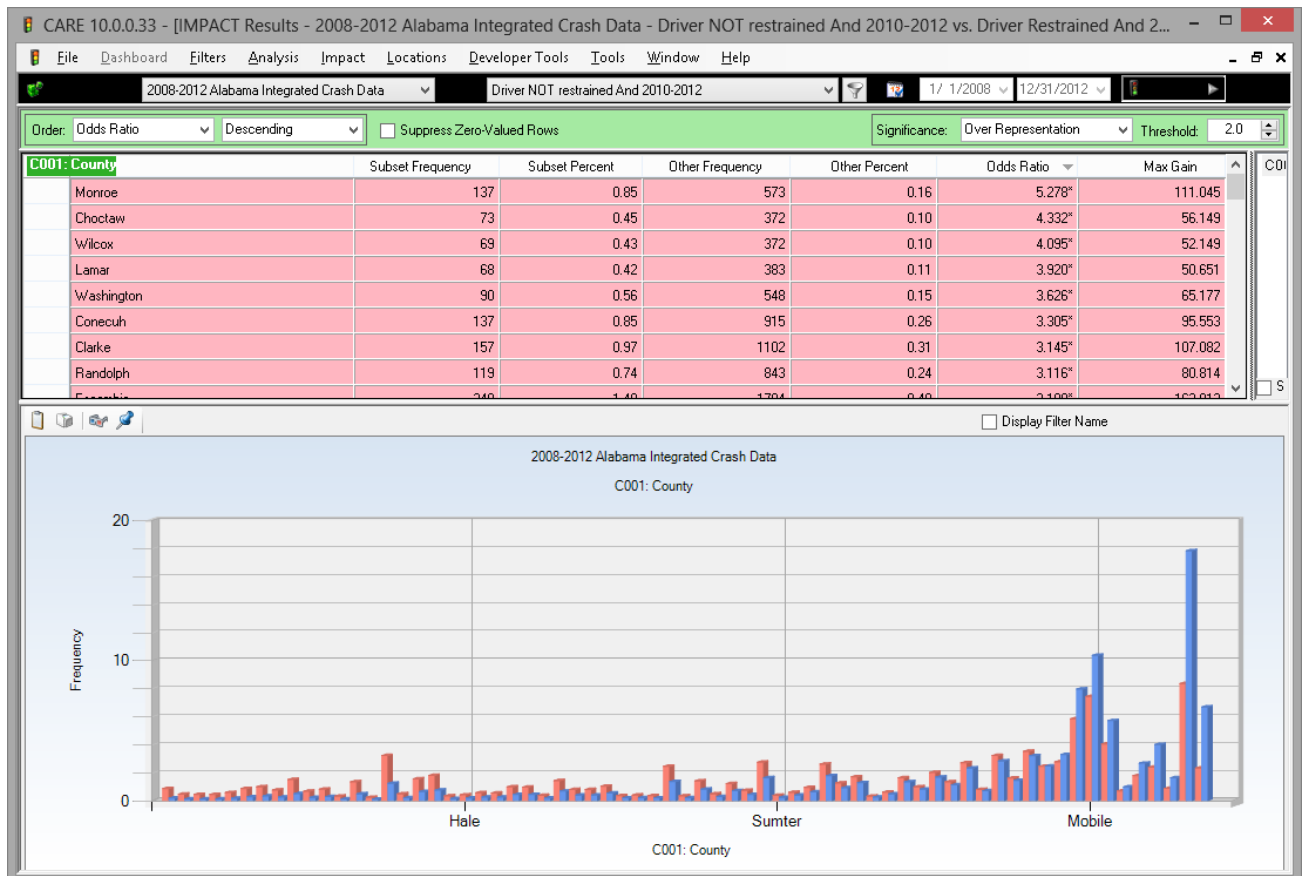 CARE 10.0.0.33 - [IMPACT Results - 2008-2012 Alabama Integrated Crash Data - Driver NOT restrained And 2010-2012 vs. Driver Restrained And 2...
File Dashboard Filters Analysis Impact Locations Developer Tools Tools Window Help
2008-2012 Alabama Integrated Crash Data Driver NOT restrained And 2010-2012 1/ 1/2008 12/31/2012
Order: Odds Ratio Descending Suppress Zero-Valued Rows Significance: Over Representation Threshold: 2.0
C001: County Subset Frequency Subset Percent Other Frequency Other Percent Odds Ratio Max Gain
Monroe 137 0.85 573 0.16 5.278* 111.045
Choctaw 73 0.45 372 0.10 4.332* 56.149
Wilcox 69 0.43 372 0.10 4.095* 52.149
Lamar 68 0.42 383 0.11 3.920* 50.651
Washington 90 0.56 548 0.15 3.626* 65.177
Conecuh 137 0.85 915 0.26 3.305* 95.553
Clarke 157 0.97 1102 0.31 3.145* 107.082
Randolph 119 0.74 843 0.24 3.116* 80.814
S
Display Filter Name
2008-2012 Alabama Integrated Crash Data
C001: County
20
10
0
Frequency
Hale Sumter Mobile
C001: County